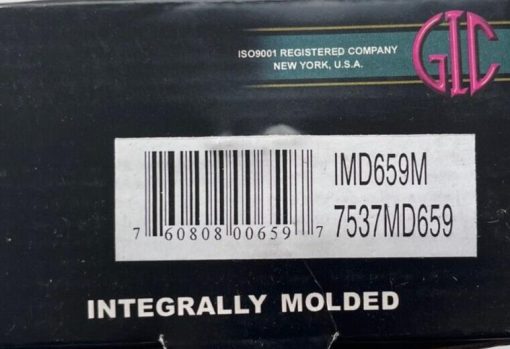 GIC
ISO9001 REGISTERED COMPANY
NEW YORK, U.S.A.
IMD659M
7537MD659
7 60808 00659 7
INTEGRALLY MOLDED